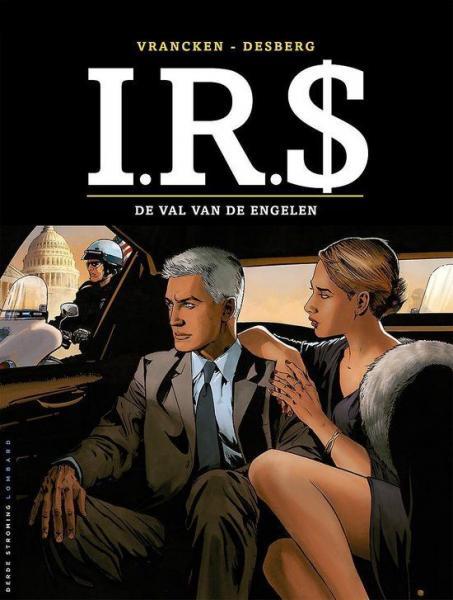 VRANCKEN - DESBERG
I.R.$
DE VAL VAN DE ENGELEN
DERDE STROMING LOMBARD